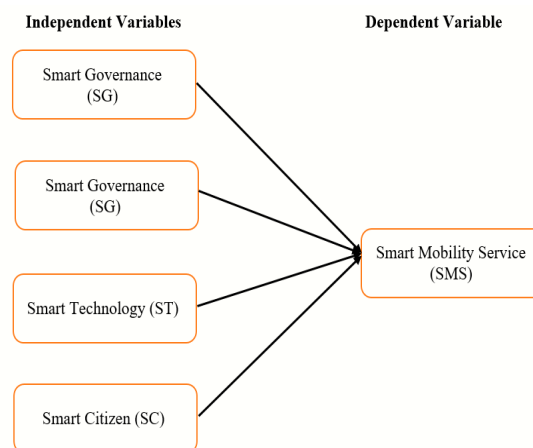 Independent Variables
Dependent Variable
Smart Governance
(SG)
Smart Governance
(SG)
Smart Mobility Service
(SMS)
Smart Technology (ST)
Smart Citizen (SC)